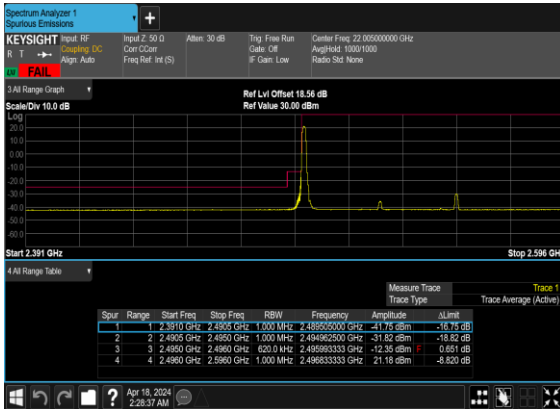 Spectrum Analyzer 1
Spurious Emissions
+
KEYSIGHT Input: RF Input Z: 50 Ω Atten: 30 dB Trig: Free Run Center Freq: 22.005000000 GHz
R T Coupling: DC Corr CCorr Gate: Off Avg|Hold: 1000/1000
Align: Auto Freq Ref: Int (S) IF Gain: Low Radio Std: None
LXI FAIL
3 All Range Graph
Ref Lvl Offset 18.56 dB
Scale/Div 10.0 dB Ref Value 30.00 dBm
Log
20.0
10.0
0.00
-10.0
-20.0
-30.0
-40.0
-50.0
-60.0
Start 2.391 GHz Stop 2.596 GH
4 All Range Table
Measure Trace Trace 1
Trace Type Trace Average (Active)
Spur Range Start Freq Stop Freq RBW Frequency Amplitude ΔLimit
1 1 2.3910 GHz 2.4905 GHz 1.000 MHz 2.489505000 GHz -41.75 dBm -16.75 dB
2 2 2.4905 GHz 2.4950 GHz 1.000 MHz 2.494962500 GHz -31.82 dBm -18.82 dB
3 3 2.4950 GHz 2.4960 GHz 620.0 kHz 2.495993333 GHz -12.35 dBm F 0.651 dB
4 4 2.4960 GHz 2.5960 GHz 1.000 MHz 2.496833333 GHz 21.18 dBm -8.820 dB
? Apr 18, 2024
2:28:37 AM